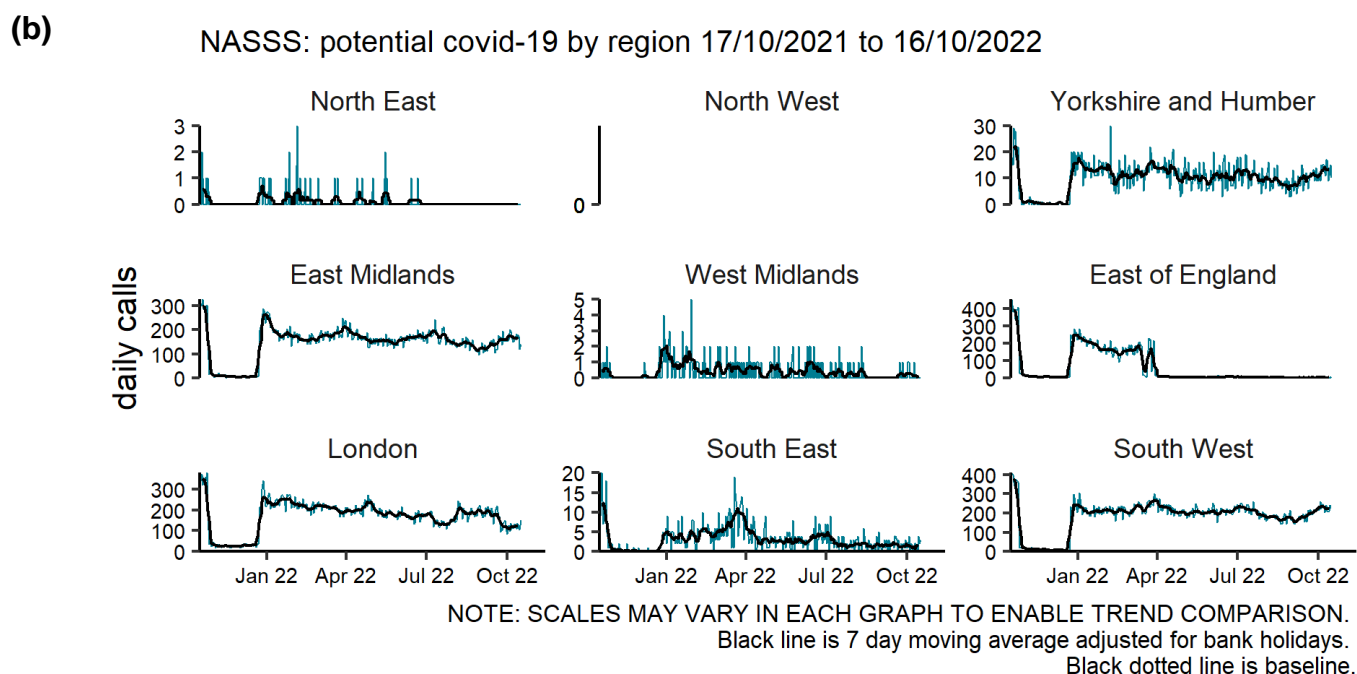 (b)
NASSS: potential covid-19 by region 17/10/2021 to 16/10/2022
North East
North West
Yorkshire and Humber
3
2
1
0
0
30
20
10
0
East Midlands
West Midlands
East of England
daily calls
300
200
100
0
5
4
3
2
2
1
1
0
400
300
200
100
0
London
South East
South West
300
200
100
0
20
15
10
5
0
400
300
200
100
0
Jan 22 Apr 22 Jul 22 Oct 22
Jan 22 Apr 22 Jul 22 Oct 22
Jan 22 Apr 22 Jul 22 Oct 22
NOTE: SCALES MAY VARY IN EACH GRAPH TO ENABLE TREND COMPARISON.
Black line is 7 day moving average adjusted for bank holidays.
Black dotted line is baseline.